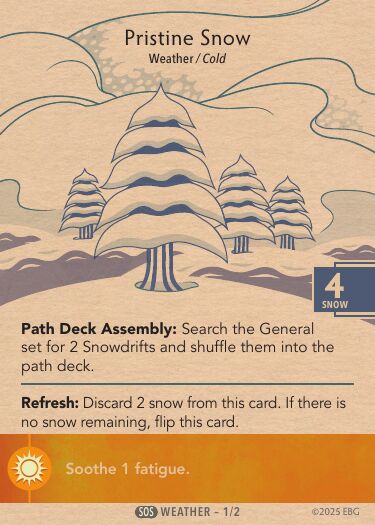 Pristine Snow
Weather / Cold
4
SNOW
Path Deck Assembly: Search the General
set for 2 Snowdrifts and shuffle them into the
path deck.
Refresh: Discard 2 snow from this card. If there is
no snow remaining, flip this card.
Soothe 1 fatigue.
SOS WEATHER – 1/2
©2025 EBG